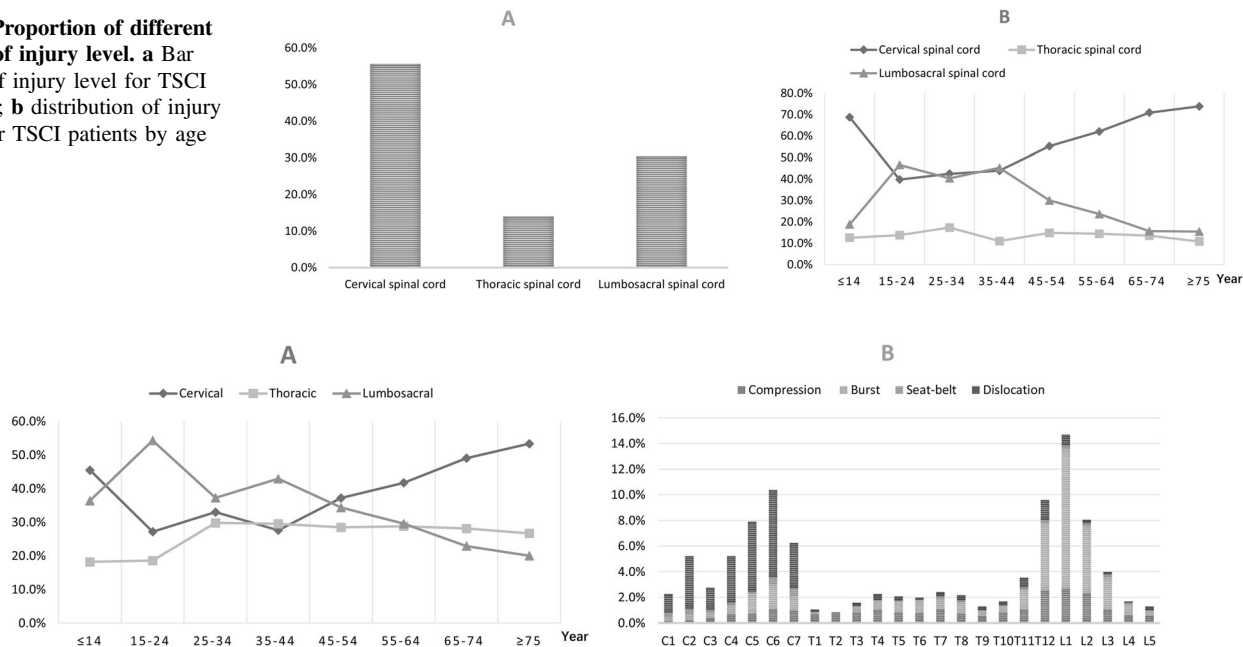 Proportion of different
of injury level. a Bar
f injury level for TSCI
; b distribution of injury
r TSCI patients by age
A
60.0%
50.0%
40.0%
30.0%
20.0%
10.0%
0.0%
Cervical spinal cord Thoracic spinal cord Lumbosacral spinal cord
B
Cervical spinal cord Thoracic spinal cord
Lumbosacral spinal cord
80.0%
70.0%
60.0%
50.0%
40.0%
30.0%
20.0%
10.0%
0.0%
≤14 15-24 25-34 35-44 45-54 55-64 65-74 ≥75 Year
A
Cervical Thoracic Lumbosacral
60.0%
50.0%
40.0%
30.0%
20.0%
10.0%
0.0%
≤14 15-24 25-34 35-44 45-54 55-64 65-74 ≥75 Year
B
Compression Burst Seat-belt Dislocation
16.0%
14.0%
12.0%
10.0%
8.0%
6.0%
4.0%
2.0%
0.0%
C1 C2 C3 C4 C5 C6 C7 T1 T2 T3 T4 T5 T6 T7 T8 T9 T10 T11 T12 L1 L2 L3 L4 L5